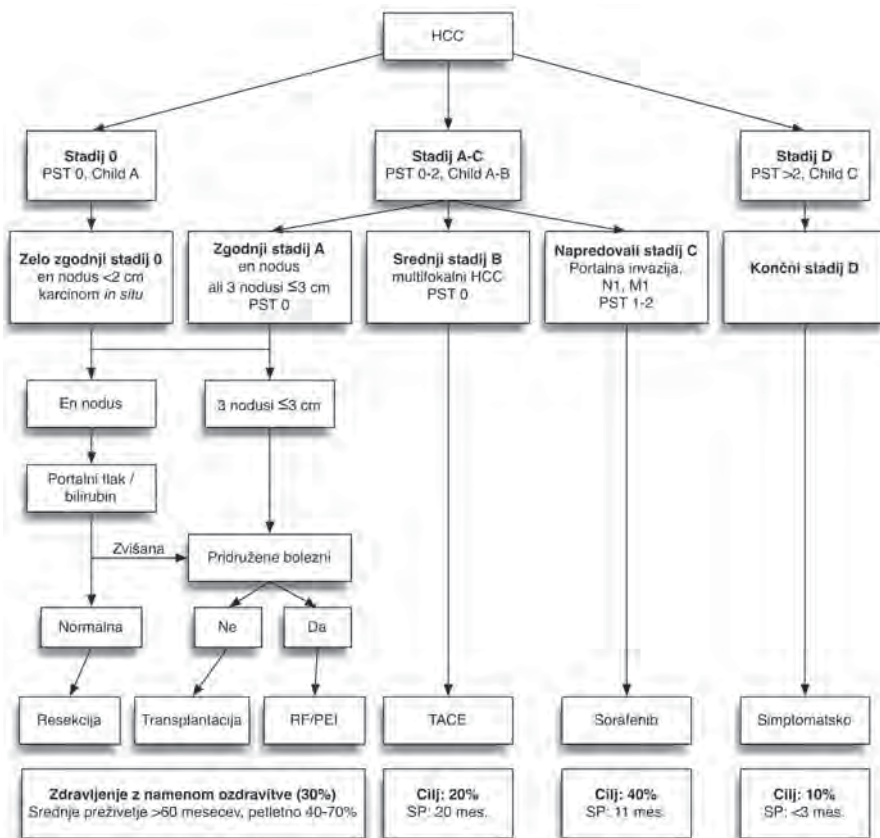 HCC
Stadij 0
PST 0, Child A
Stadij A-C
PST 0-2, Child A-B
Stadij D
PST >2, Child C
Zelo zgodnji stadij 0
en nodus <2 cm
karcinom in situ
Zgodnji stadij A
en nodus
ali 3 nodusi ≤3 cm
PST 0
Srednji stadij B
multifokalni HCC
PST 0
Napredovali stadij C
Portalna invazija,
N1, M1
PST 1-2
Končni stadij D
En nodus
3 nodusi ≤3 cm
Portalni tlak /
bilirubin
Zvišana
Pridružene bolezni
Normalna
Ne
Da
Resekcija
Transplantacija
RF/PEI
TACE
Sorafenib
Simptomatsko
Zdravljenje z namenom ozdravitve (30%)
Srednje preživetje >60 mesecev, petletno 40-70%
Cilj: 20%
SP: 20 mes.
Cilj: 40%
SP: 11 mes.
Cilj: 10%
SP: <3 mes.